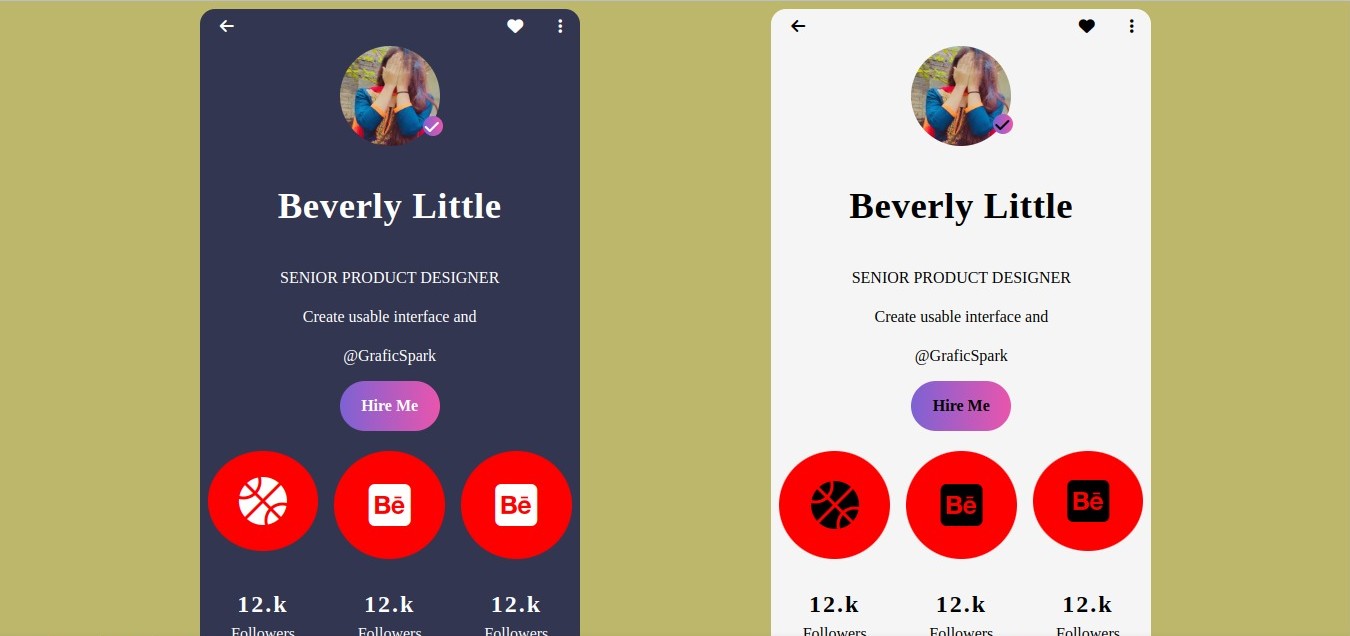 Beverly Little
SENIOR PRODUCT DESIGNER
Create usable interface and
@GraficSpark
Hire Me
Bē Bē
12.k 12.k 12.k
Followers Followers Followers
Beverly Little
SENIOR PRODUCT DESIGNER
Create usable interface and
@GraficSpark
Hire Me
Bē Bē
12.k 12.k 12.k
Followers Followers Followers